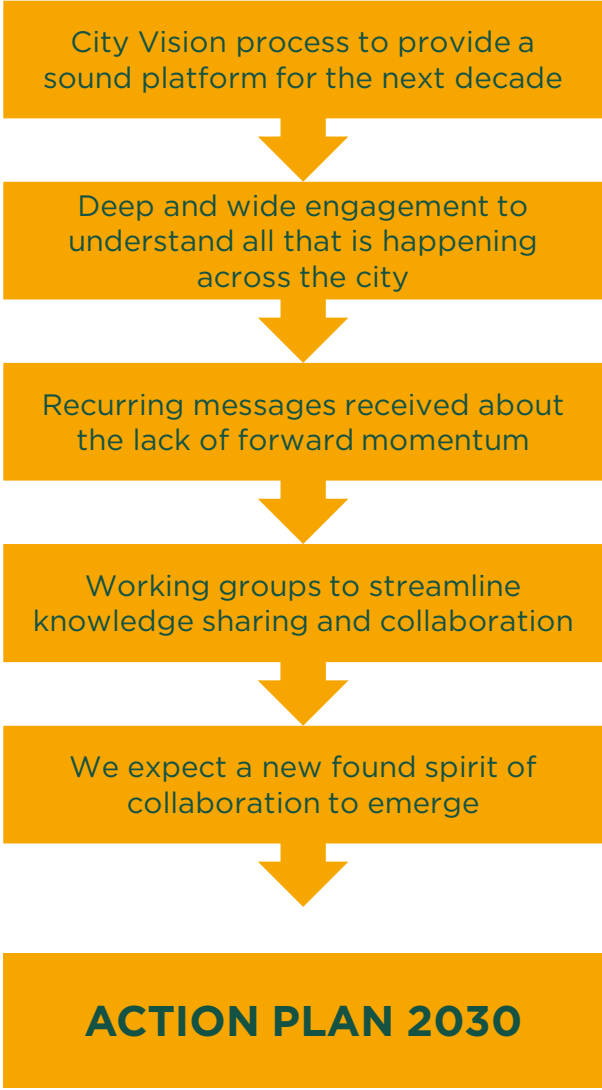 City Vision process to provide a
sound platform for the next decade
Deep and wide engagement to
understand all that is happening
across the city
Recurring messages received about
the lack of forward momentum
Working groups to streamline
knowledge sharing and collaboration
We expect a new found spirit of
collaboration to emerge
ACTION PLAN 2030